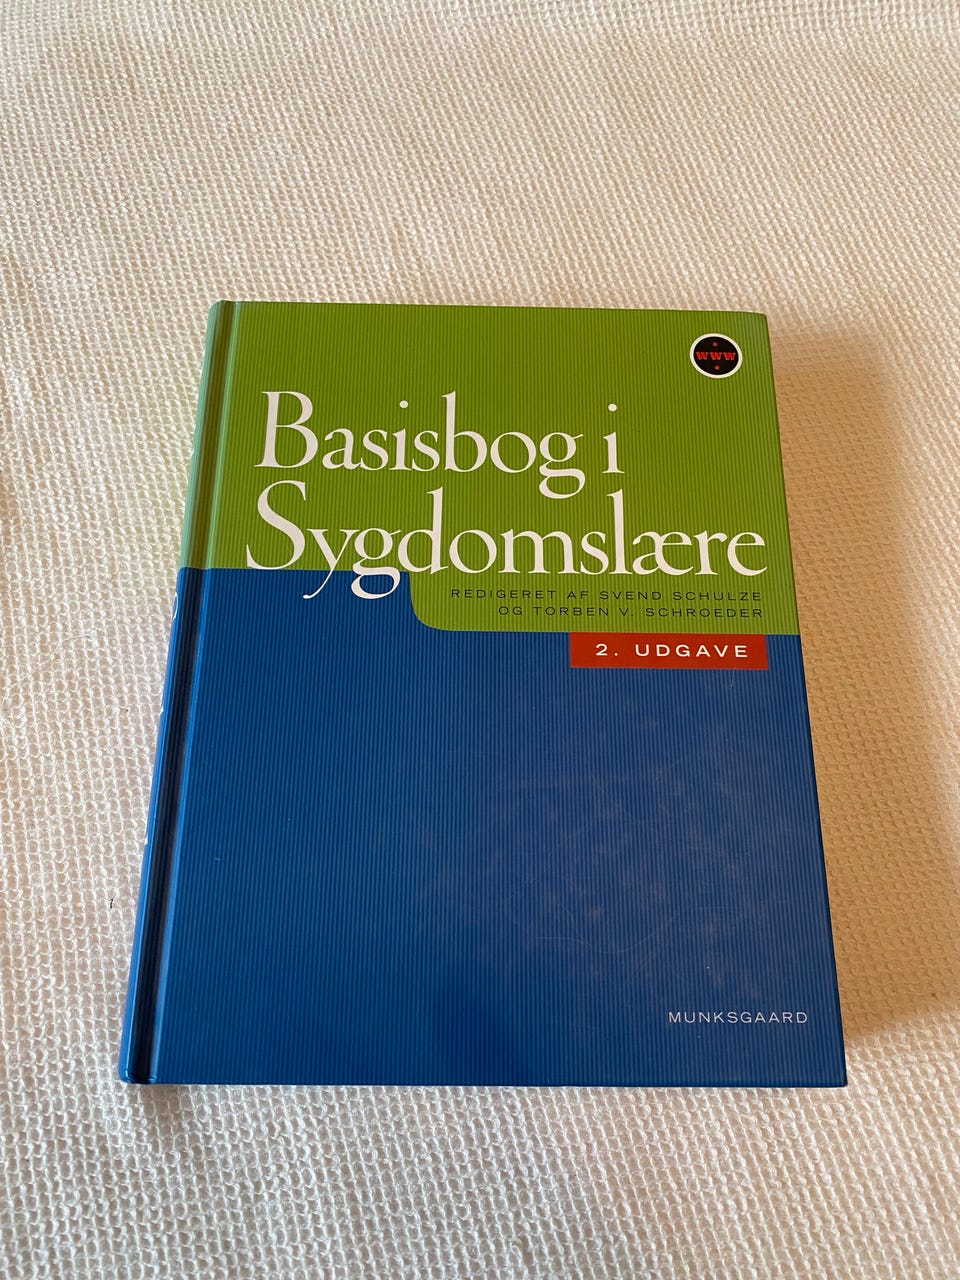 WWW
Basisbog i
Sygdomslære
REDIGERET AF SVEND SCHULZE
OG TORBEN V. SCHROEDER
2. UDGAVE
MUNKSGAARD